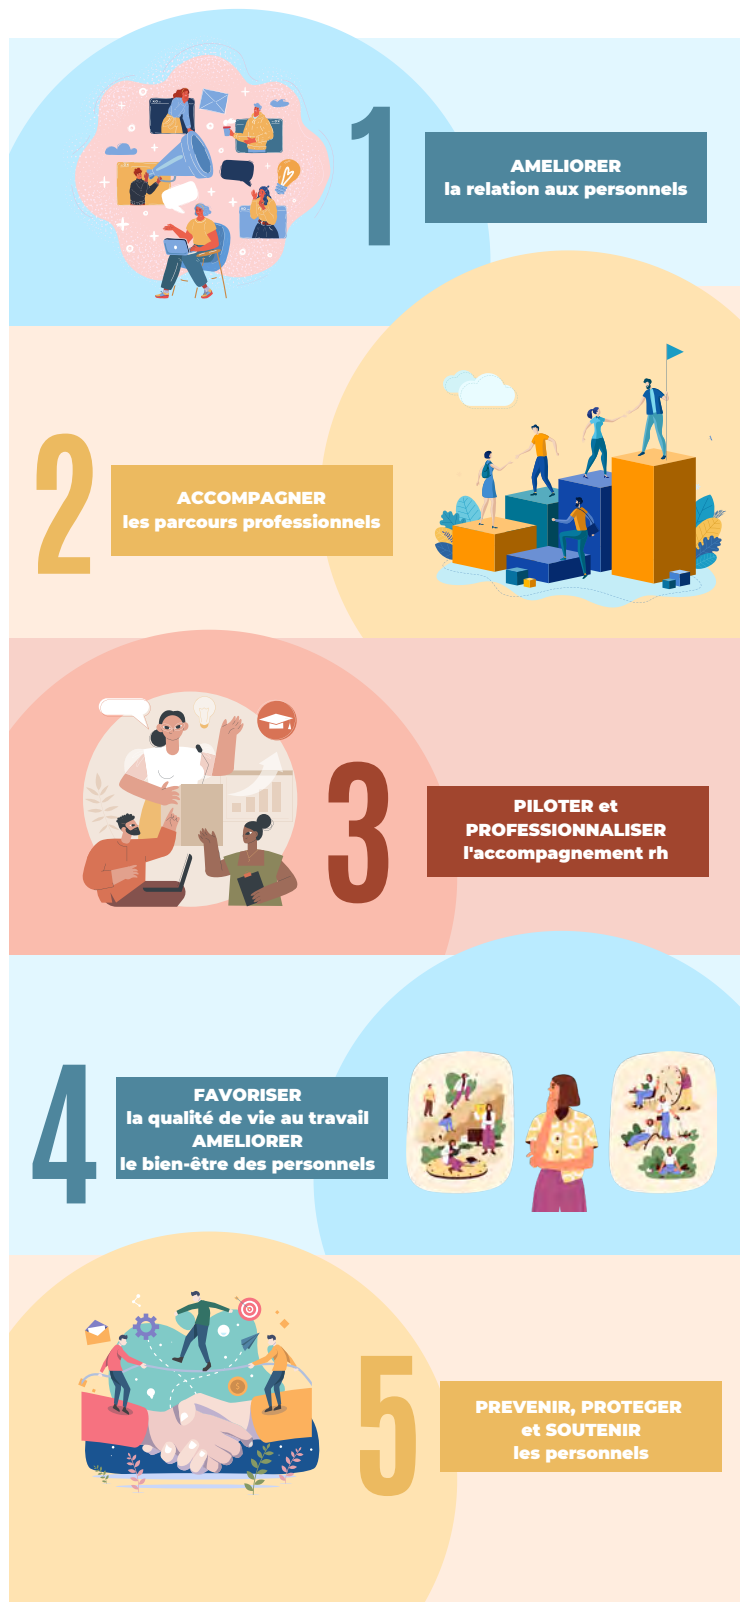 1
AMELIORER
la relation aux personnels
2
ACCOMPAGNER
les parcours professionnels
3
PILOTER et
PROFESSIONNALISER
l'accompagnement rh
4
FAVORISER
la qualité de vie au travail
AMELIORER
le bien-être des personnels
5
PREVENIR, PROTEGER
et SOUTENIR
les personnels